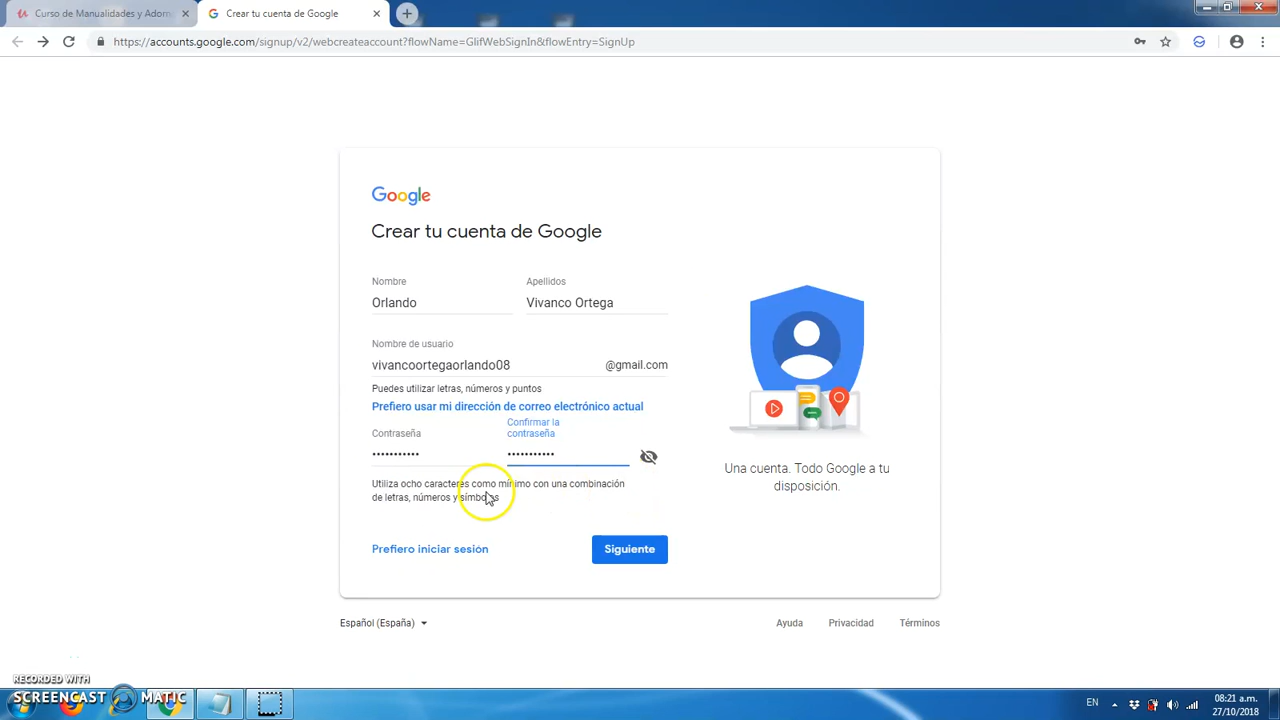 Curso de Manualidades y Adorn
Crear tu cuenta de Google
https://accounts.google.com/signup/v2/webcreateaccount?flowName=GlifWebSignIn&flowEntry=SignUp
Google
Crear tu cuenta de Google
Nombre
Apellidos
Orlando
Vivanco Ortega
Nombre de usuario
vivancoortegaorlando08
@gmail.com
Puedes utilizar letras, números y puntos
Prefiero usar mi dirección de correo electrónico actual
Contraseña
Confirmar la
contraseña
•••••••••••
•••••••••••
Utiliza ocho caracteres como mínimo con una combinación
de letras, números y símbolos
Una cuenta. Todo Google a tu
disposición.
Prefiero iniciar sesión
Siguiente
Español (España)
Ayuda
Privacidad
Términos
RECORDED WITH
SCREENCAST MATIC
EN
08:21 a.m.
27/10/2018